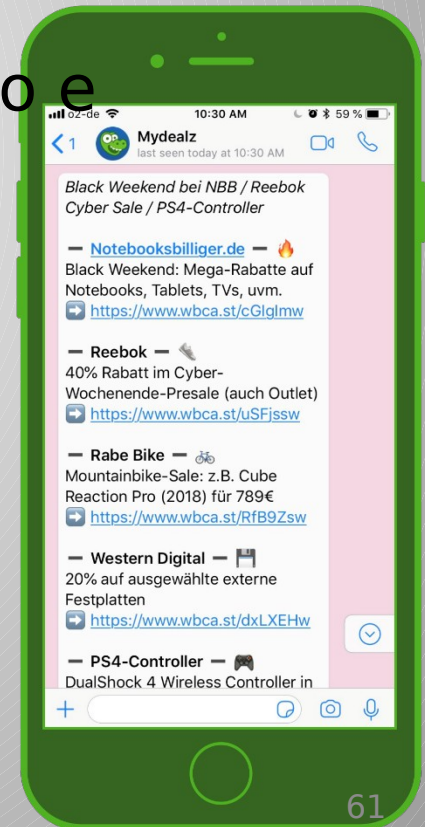 o e
o2-de 10:30 AM 59 %
1 Mydealz
last seen today at 10:30 AM
Black Weekend bei NBB / Reebok
Cyber Sale / PS4-Controller
— Notebooksbilliger.de — 🔥
Black Weekend: Mega-Rabatte auf
Notebooks, Tablets, TVs, uvm.
➡️ https://www.wbca.st/cGlglmw
— Reebok — 👟
40% Rabatt im Cyber-
Wochenende-Presale (auch Outlet)
➡️ https://www.wbca.st/uSFjssw
— Rabe Bike — 🚲
Mountainbike-Sale: z.B. Cube
Reaction Pro (2018) für 789€
➡️ https://www.wbca.st/RfB9Zsw
— Western Digital — 💾
20% auf ausgewählte externe
Festplatten
➡️ https://www.wbca.st/dxLXEHw
— PS4-Controller — 🎮
DualShock 4 Wireless Controller in
61